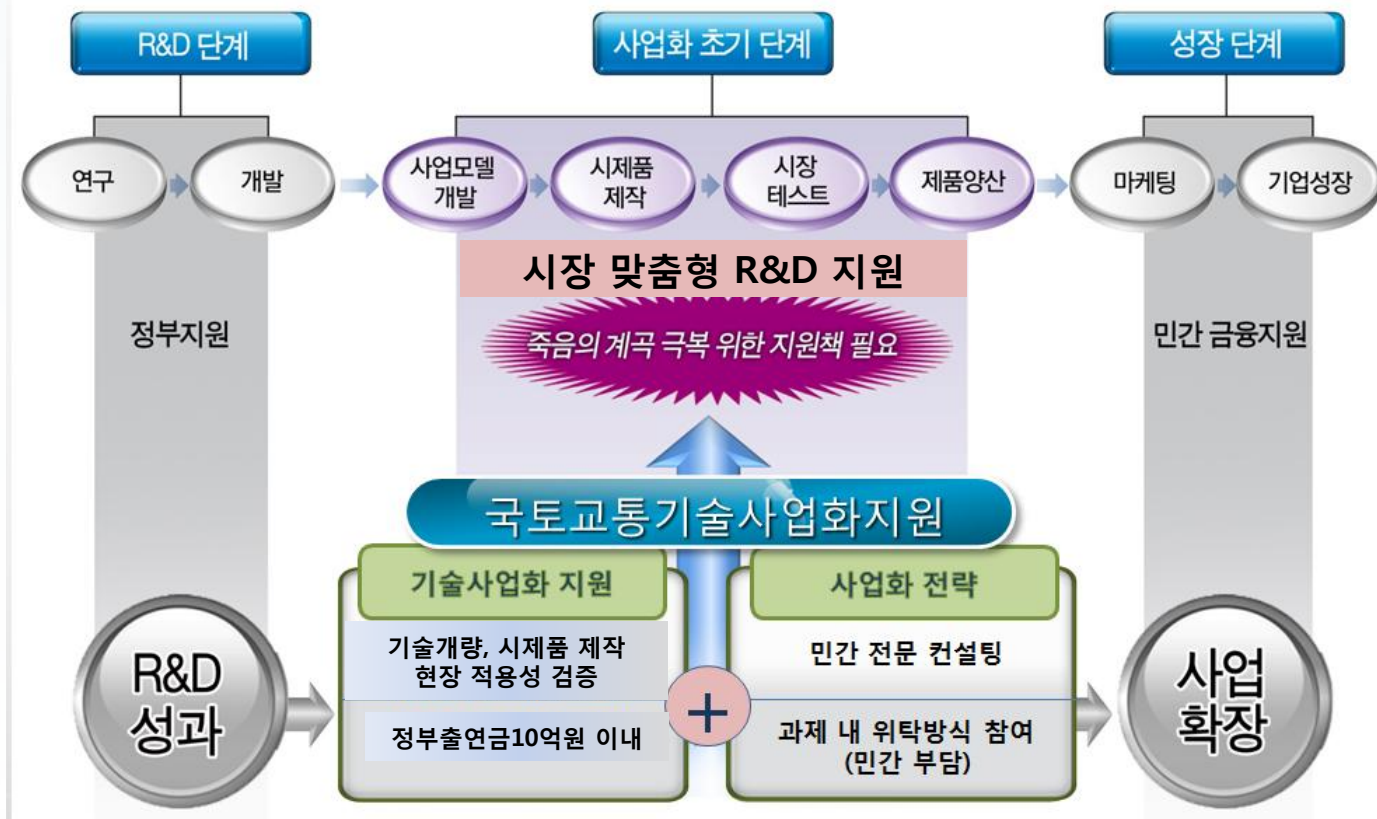 R&D 단계
사업화 초기 단계
성장 단계
연구
개발
사업모델
개발
시제품
제작
시장
테스트
제품양산
마케팅
기업성장
시장 맞춤형 R&D 지원
정부지원
죽음의 계곡 극복 위한 지원책 필요
민간 금융지원
국토교통기술사업화지원
기술사업화 지원
사업화 전략
기술개량, 시제품 제작
현장 적용성 검증
민간 전문 컨설팅
정부출연금10억원 이내
+
과제 내 위탁방식 참여
(민간 부담)
R&D
성과
사업
확장